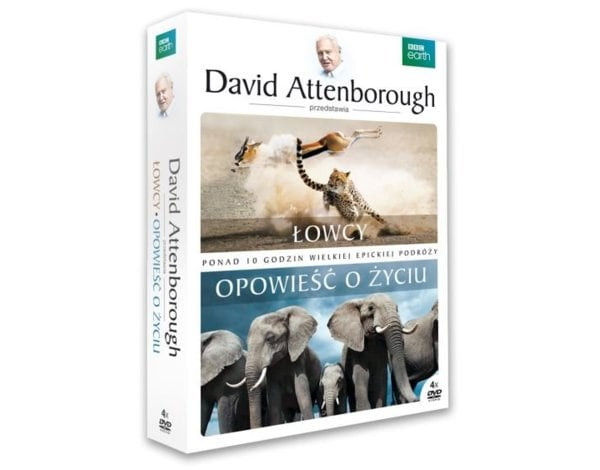 BBC
earth
David Attenborough
przedstawia
ŁOWCY
PONAD 10 GODZIN WIELKIEJ EPICKIEJ PODRÓŻY
OPOWIEŚĆ O ŻYCIU
4x DVD
BBC
earth
David Attenborough
przedstawia
ŁOWCY • OPOWIEŚĆ O ŻYCIU
4x
DVD